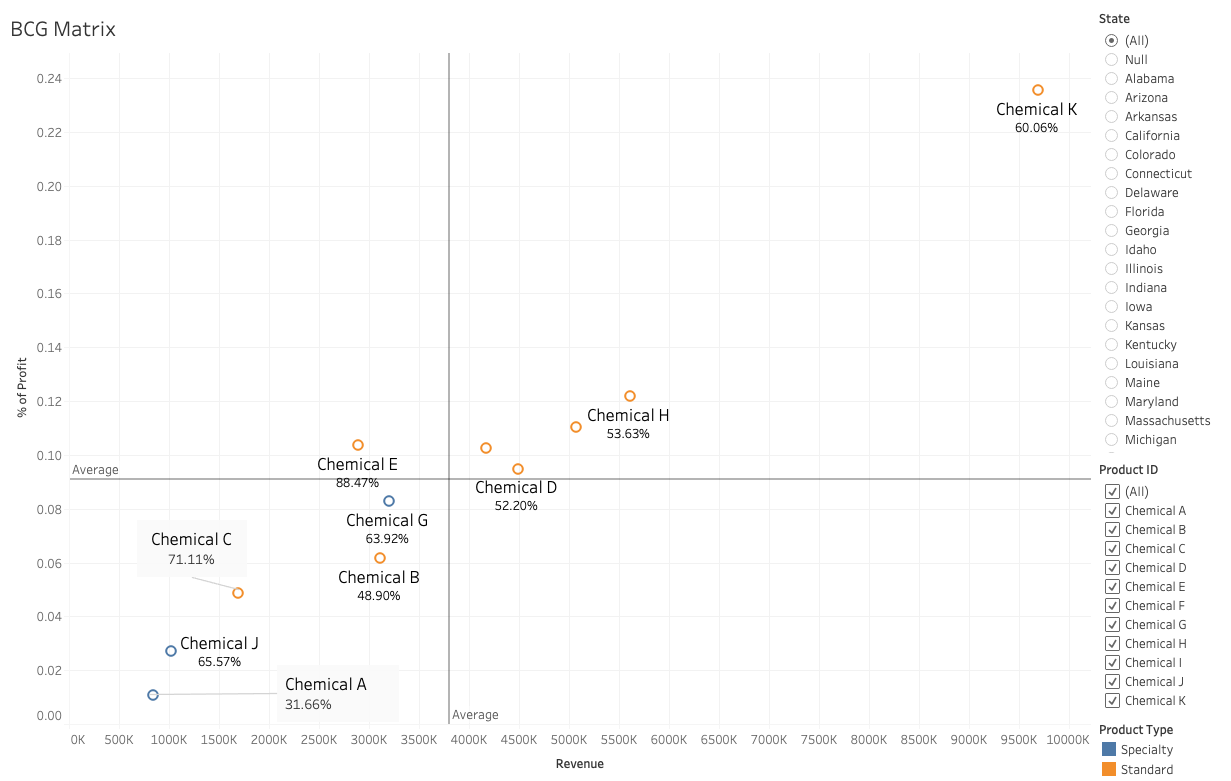 BCG Matrix
0.24
0.22
0.20
0.18
0.16
0.14
0.12
0.10
0.08
0.06
0.04
0.02
0.00
% of Profit
Average
Average
Chemical K
60.06%
Chemical H
53.63%
Chemical E
88.47%
Chemical D
52.20%
Chemical G
63.92%
Chemical C
71.11%
Chemical B
48.90%
Chemical J
65.57%
Chemical A
31.66%
0K 500K 1000K 1500K 2000K 2500K 3000K 3500K 4000K 4500K 5000K 5500K 6000K 6500K 7000K 7500K 8000K 8500K 9000K 9500K 10000K
Revenue
State
(All)
Null
Alabama
Arizona
Arkansas
California
Colorado
Connecticut
Delaware
Florida
Georgia
Idaho
Illinois
Indiana
Iowa
Kansas
Kentucky
Louisiana
Maine
Maryland
Massachusetts
Michigan
Product ID
(All)
Chemical A
Chemical B
Chemical C
Chemical D
Chemical E
Chemical F
Chemical G
Chemical H
Chemical I
Chemical J
Chemical K
Product Type
Specialty
Standard